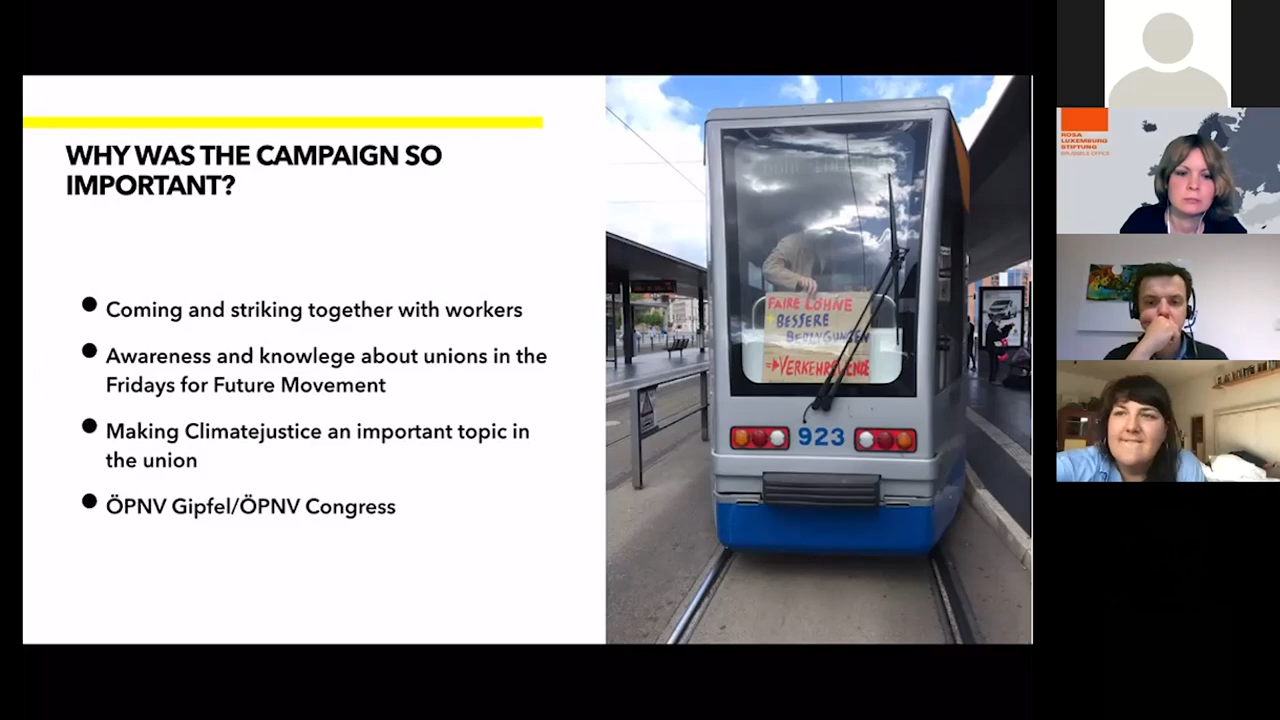 WHY WAS THE CAMPAIGN SO
IMPORTANT?
Coming and striking together with workers
Awareness and knowlege about unions in the
Fridays for Future Movement
Making Climatejustice an important topic in
the union
ÖPNV Gipfel/ÖPNV Congress
FAIRE LÖHNE
BESSERE
BEDINGUNGEN
⇒VERKEHRSWENDE
923
ROSA
LUXEMBURG
STIFTUNG
BRUSSELS OFFICE